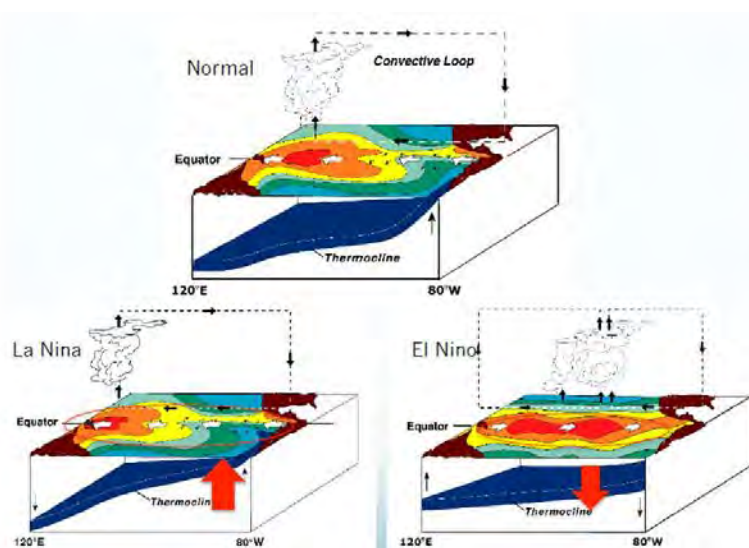 Normal
Convective Loop
Equator
Thermocline
120°E
80°W
La Nina
Equator
Thermocline
120°E
80°W
El Nino
Equator
Thermocline
120°E
80°W